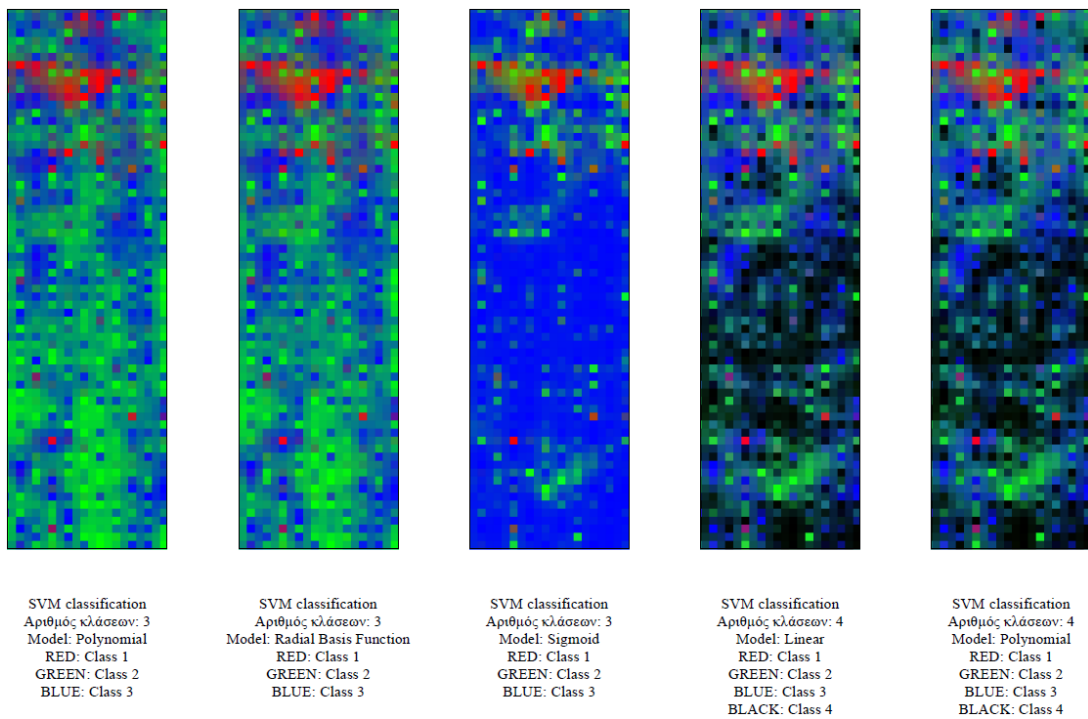 SVM classification
Αριθμός κλάσεων: 3
Model: Polynomial
RED: Class 1
GREEN: Class 2
BLUE: Class 3
SVM classification
Αριθμός κλάσεων: 3
Model: Radial Basis Function
RED: Class 1
GREEN: Class 2
BLUE: Class 3
SVM classification
Αριθμός κλάσεων: 3
Model: Sigmoid
RED: Class 1
GREEN: Class 2
BLUE: Class 3
SVM classification
Αριθμός κλάσεων: 4
Model: Linear
RED: Class 1
GREEN: Class 2
BLUE: Class 3
BLACK: Class 4
SVM classification
Αριθμός κλάσεων: 4
Model: Polynomial
RED: Class 1
GREEN: Class 2
BLUE: Class 3
BLACK: Class 4